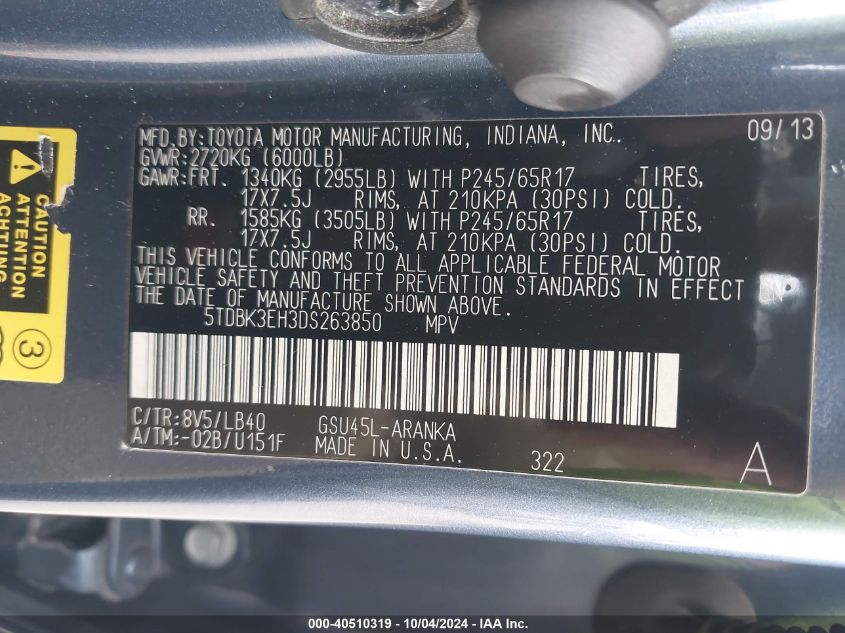 MFD.BY:TOYOTA MOTOR MANUFACTURING, INDIANA, INC. 09/13
GVWR:2720KG (6000LB)
GAWR:FRT. 1340KG (2955LB) WITH P245/65R17 TIRES,
17X7.5J RIMS, AT 210KPA (30PSI) COLD.
RR. 1585KG (3505LB) WITH P245/65R17 TIRES,
17X7.5J RIMS, AT 210KPA (30PSI) COLD.
THIS VEHICLE CONFORMS TO ALL APPLICABLE FEDERAL MOTOR
VEHICLE SAFETY AND THEFT PREVENTION STANDARDS IN EFFECT ON
THE DATE OF MANUFACTURE SHOWN ABOVE.
5TDBK3EH3DS263850 MPV
C/TR:8V5/LB40 GSU45L-ARANKA
A/TM:-02B/U151F MADE IN U.S.A. 322
A
CAUTION
ATTENTION
ACHTUNG
3
000-40510319 - 10/04/2024 - IAA Inc.